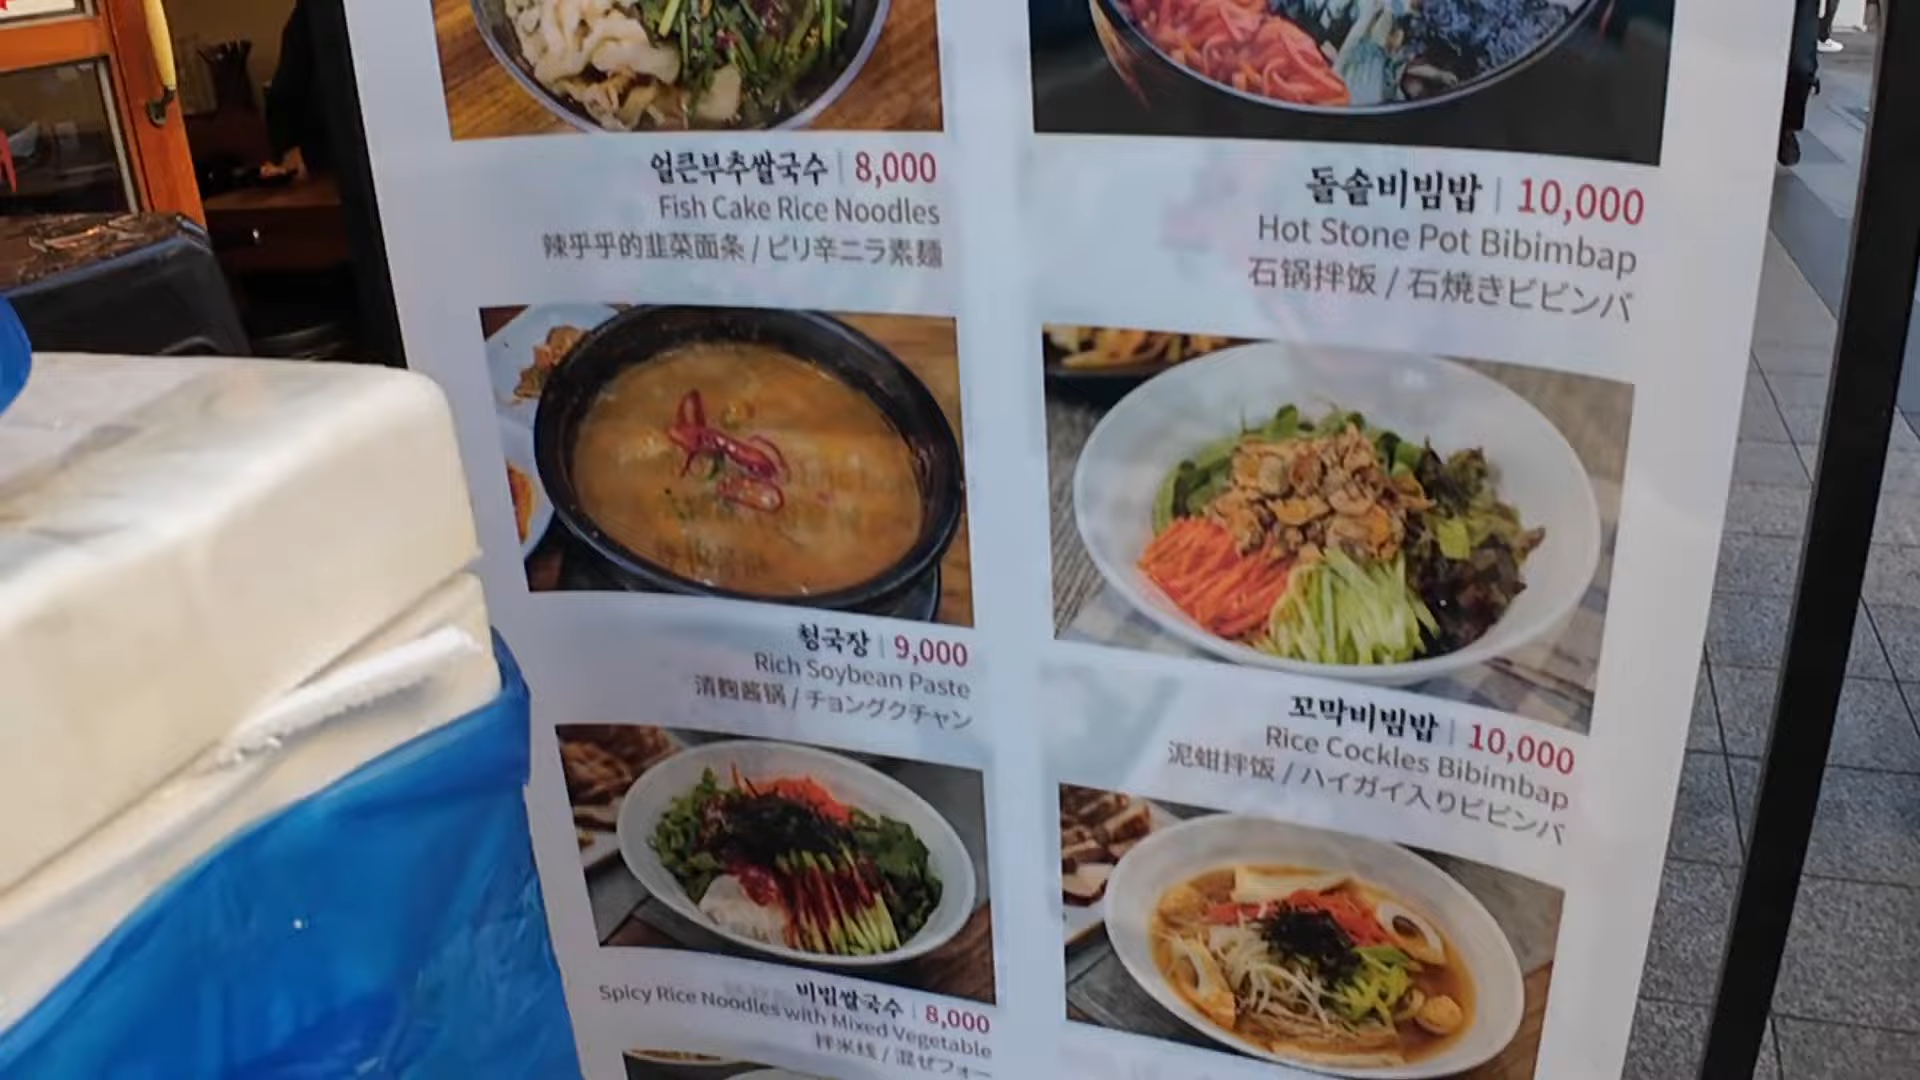 얼큰부추쌀국수 | 8,000
Fish Cake Rice Noodles
辣乎乎的韭菜面条 / ピリ辛ニラ素麺
돌솥비빔밥 | 10,000
Hot Stone Pot Bibimbap
石锅拌饭 / 石焼きビビンバ
청국장 | 9,000
Rich Soybean Paste
清麴酱锅 / チョングクチャン
꼬막비빔밥 | 10,000
Rice Cockles Bibimbap
泥蚶拌饭 / ハイガイ入りビビンバ
비빔쌀국수 | 8,000
Spicy Rice Noodles with Mixed Vegetable
拌米线 / 混ぜフォー